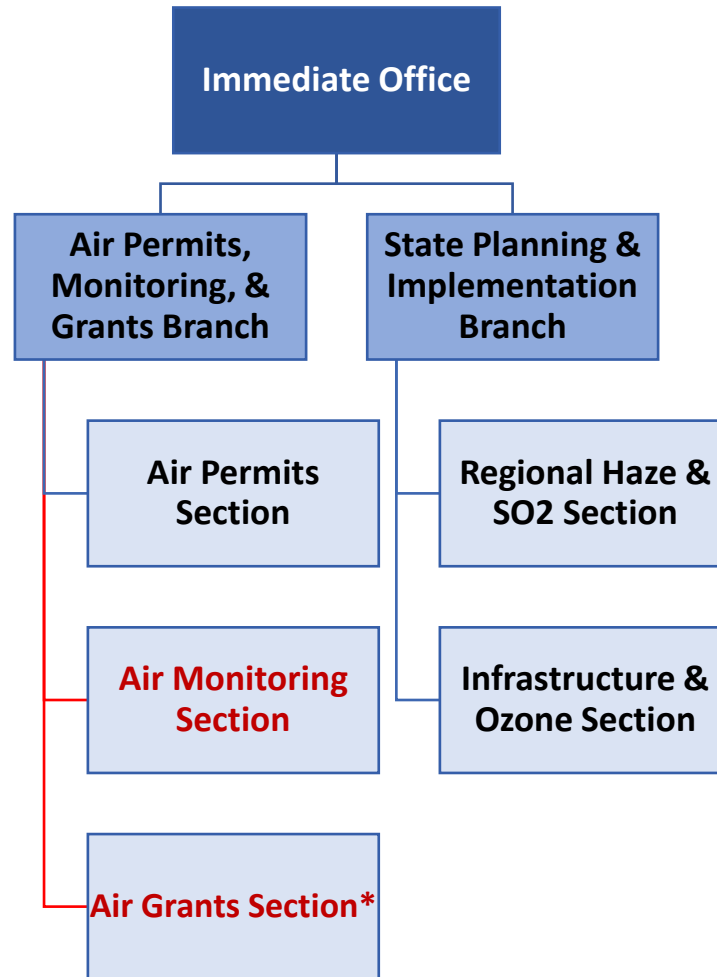 Immediate Office
Air Permits,
Monitoring, &
Grants Branch
State Planning &
Implementation
Branch
Air Permits
Section
Regional Haze &
SO2 Section
Air Monitoring
Section
Infrastructure &
Ozone Section
Air Grants Section*